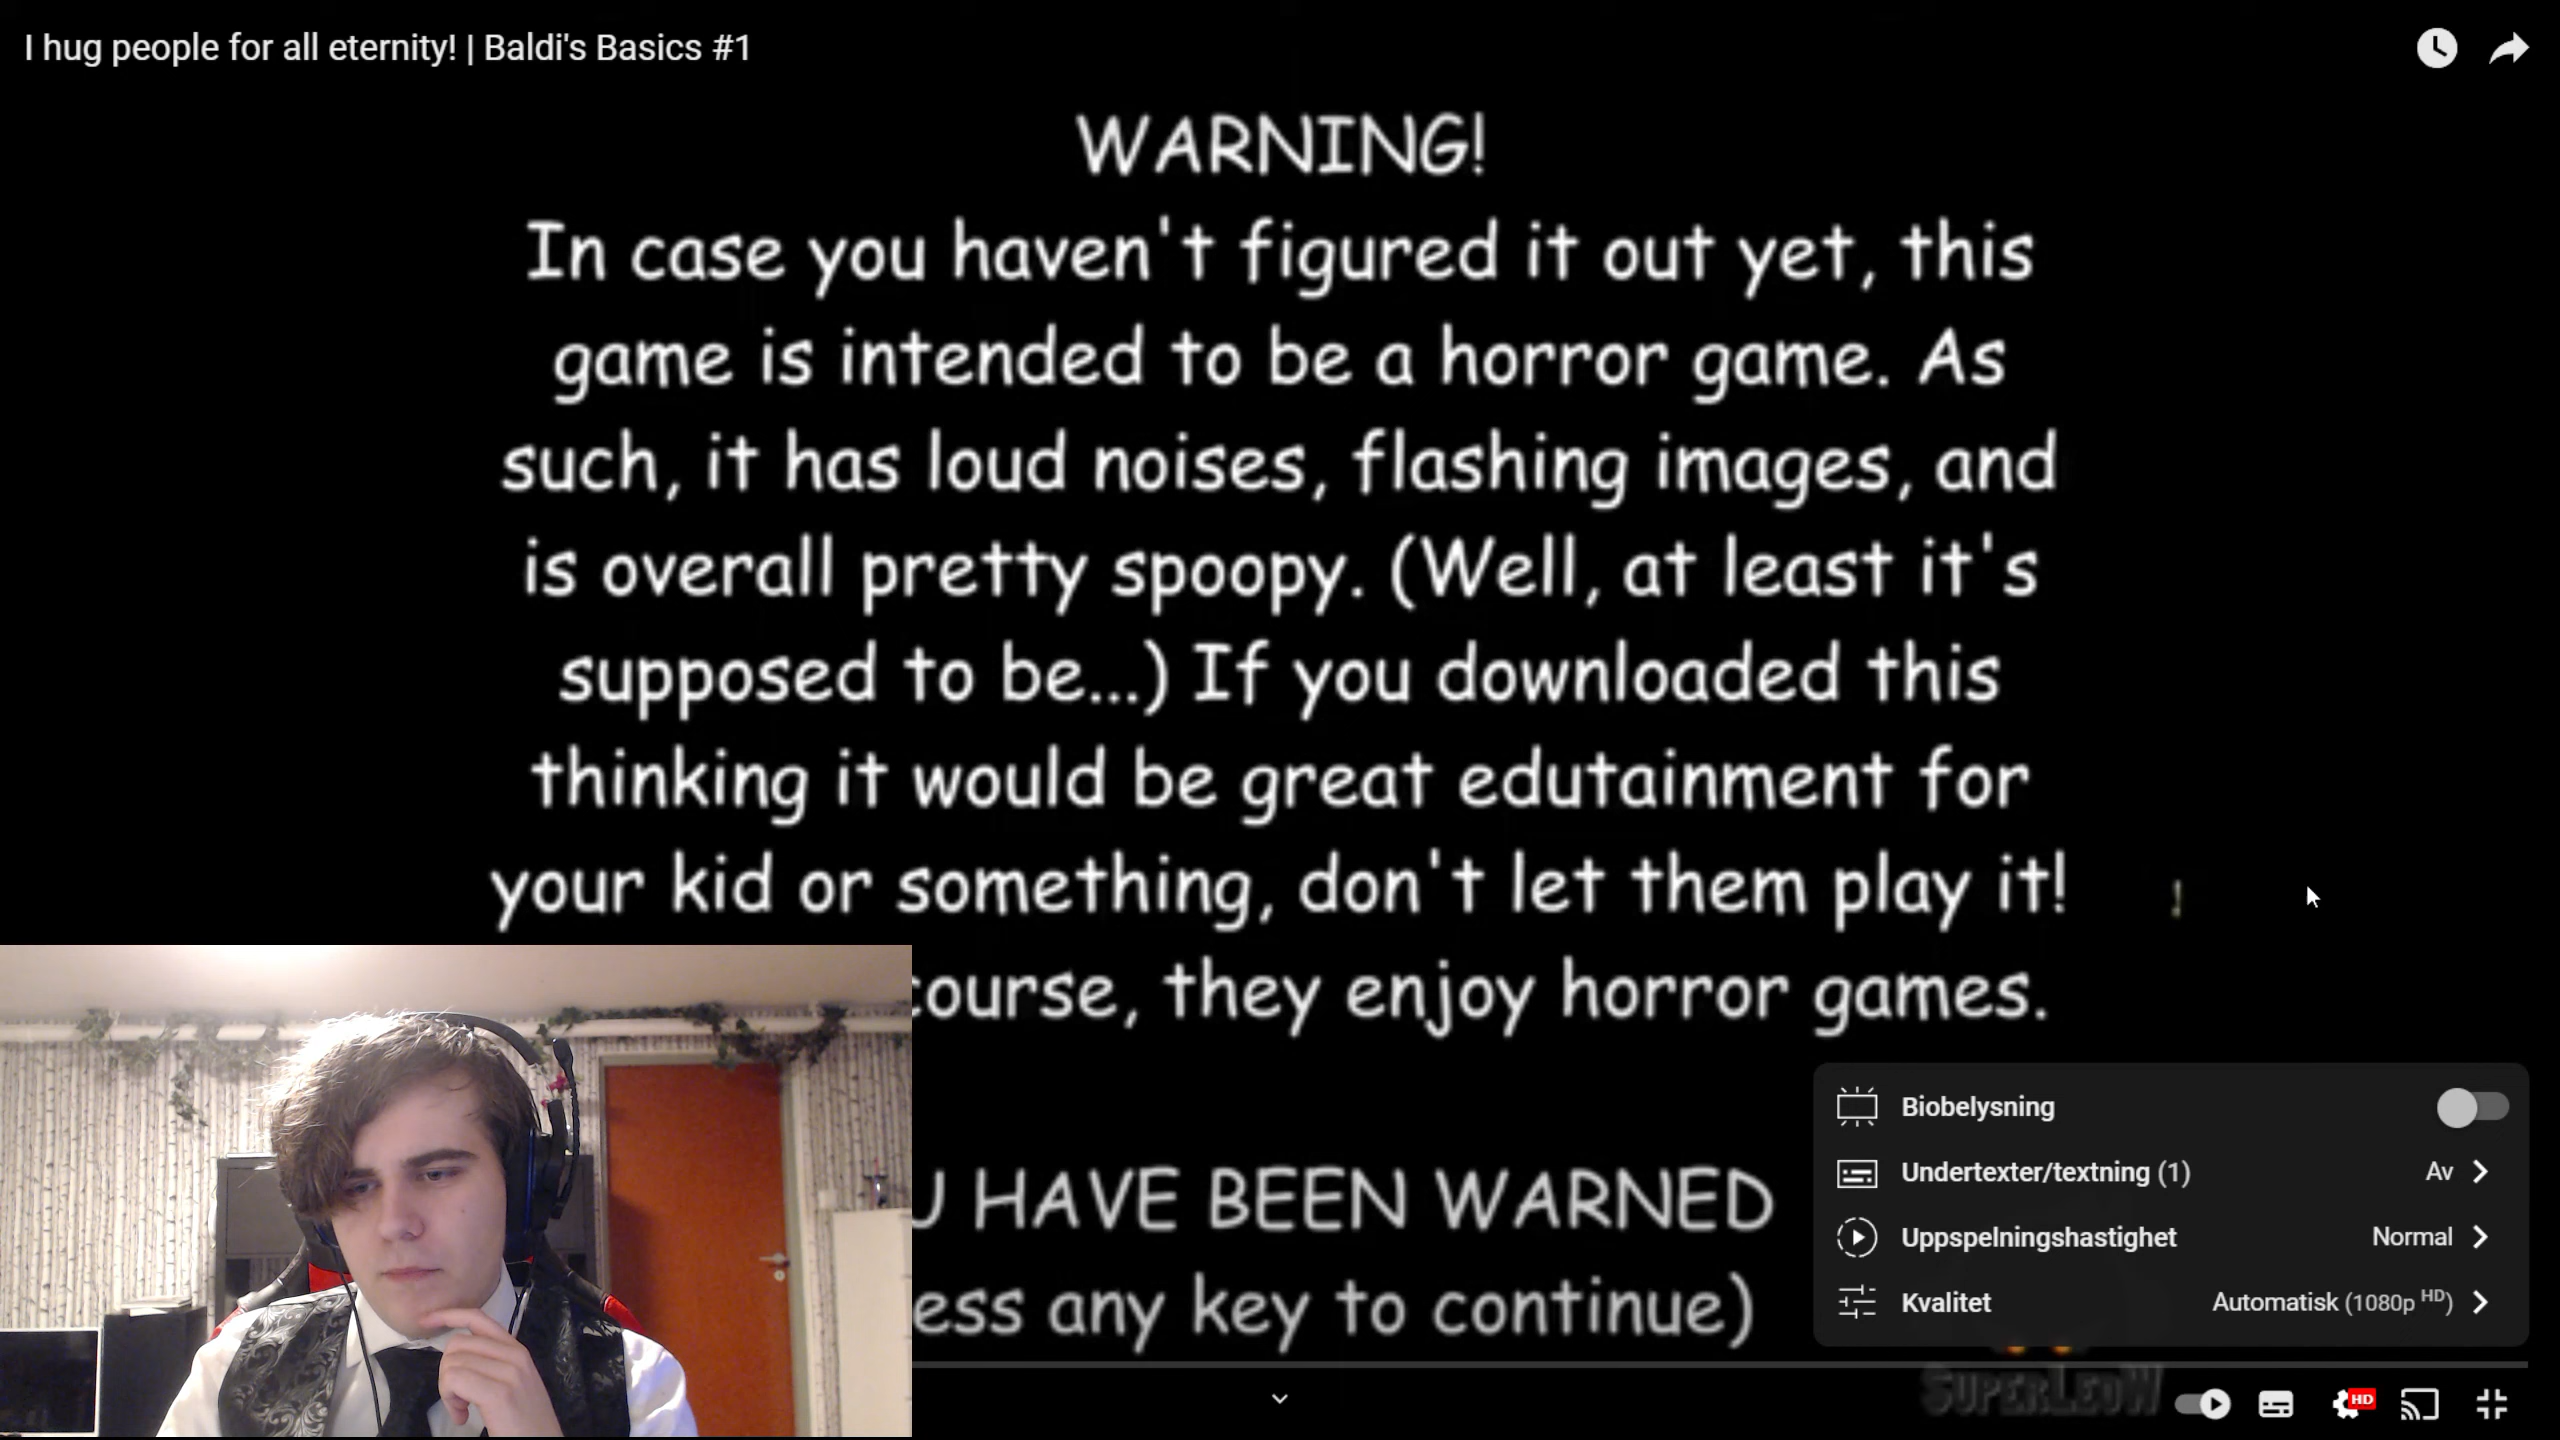 I hug people for all eternity! | Baldi's Basics #1
WARNING!
In case you haven't figured it out yet, this
game is intended to be a horror game. As
such, it has loud noises, flashing images, and
is overall pretty spoopy. (Well, at least it's
supposed to be...) If you downloaded this
thinking it would be great edutainment for
your kid or something, don't let them play it!
course, they enjoy horror games.
U HAVE BEEN WARNED
ess any key to continue)
!
Biobelysning
Undertexter/textning (1) Av
Uppspelningshastighet Normal
Kvalitet Automatisk (1080p HD)
SUPERLEOW
HD